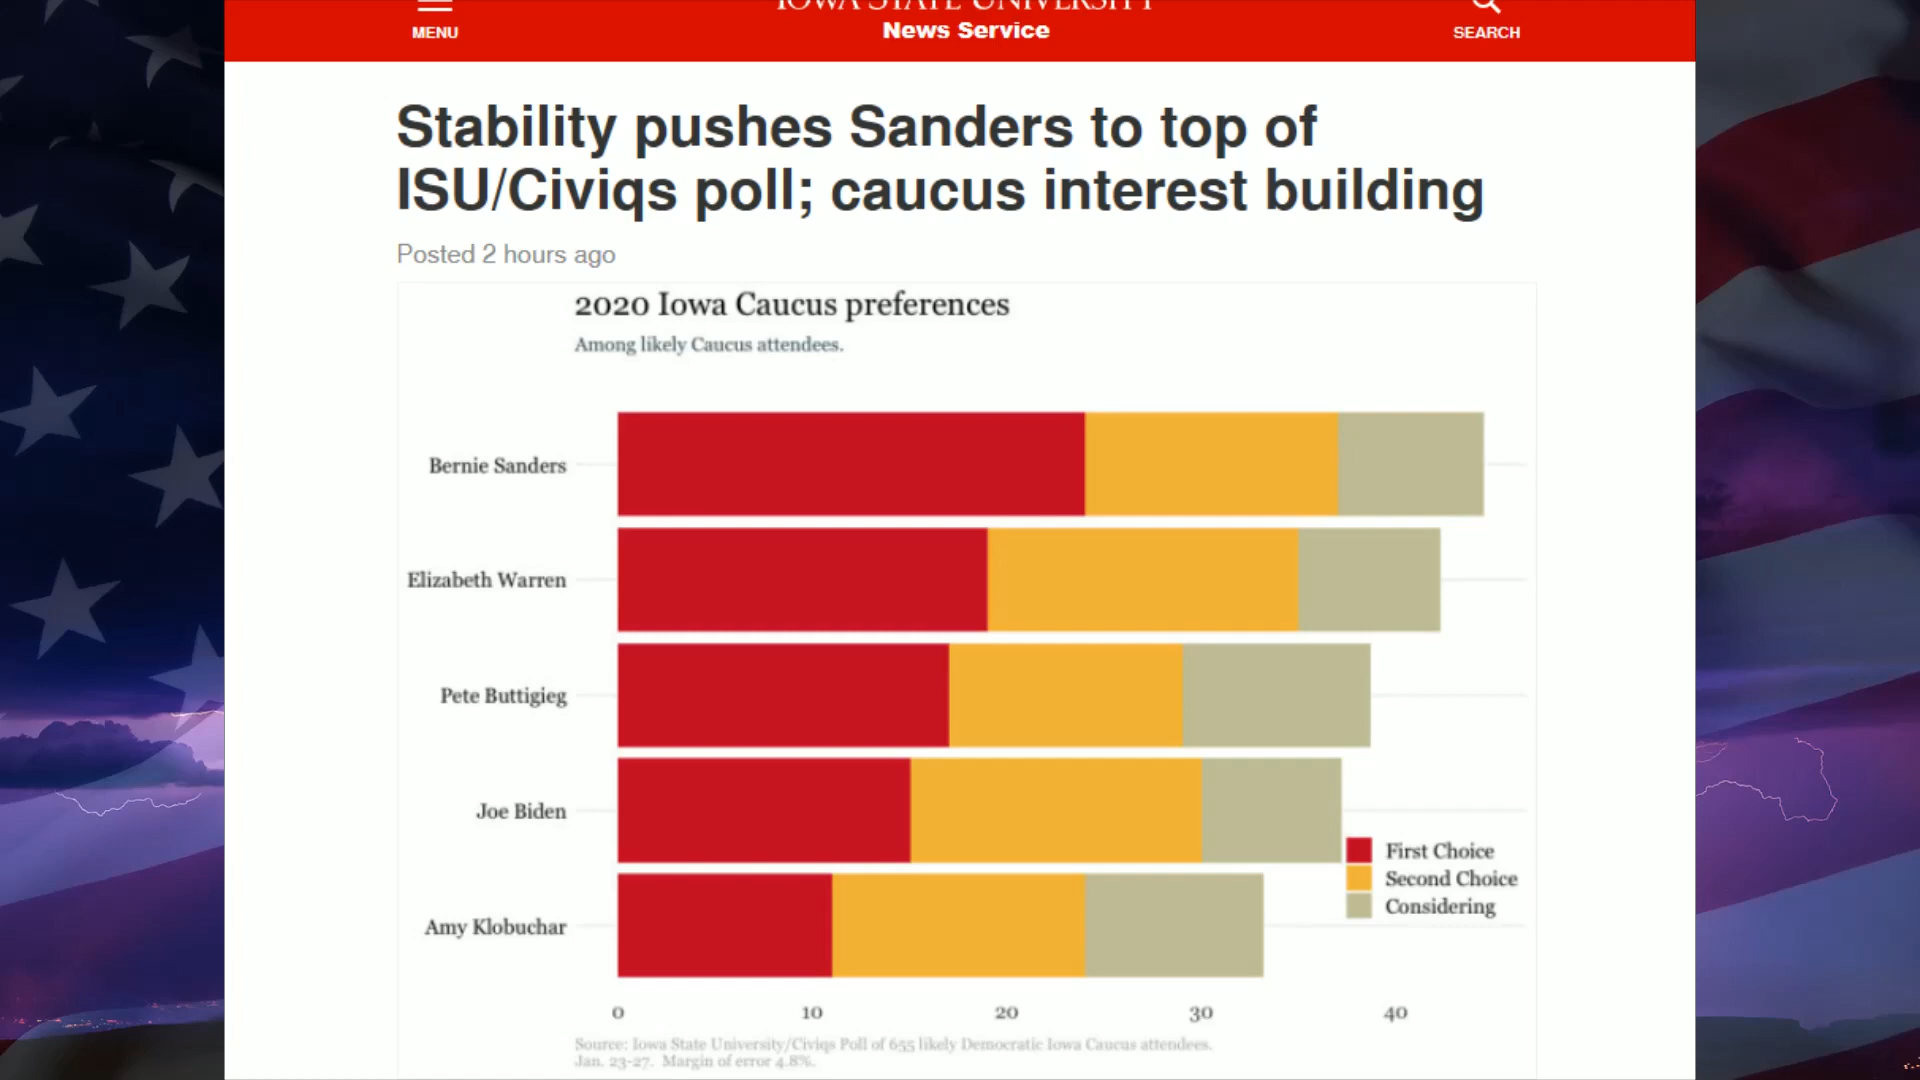 IOWA STATE UNIVERSITY
MENU
News Service
SEARCH
Stability pushes Sanders to top of
ISU/Civiqs poll; caucus interest building
Posted 2 hours ago
2020 Iowa Caucus preferences
Among likely Caucus attendees.
Bernie Sanders
Elizabeth Warren
Pete Buttigieg
Joe Biden
First Choice
Second Choice
Considering
Amy Klobuchar
0 10 20 30 40
Source: Iowa State University/Civiqs Poll of 655 likely Democratic Iowa Caucus attendees.
Jan. 23-27. Margin of error 4.8%.